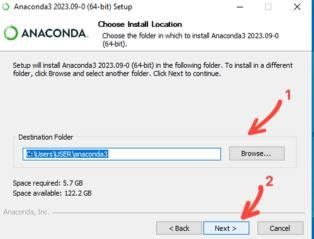 Anaconda3 2023.09-0 (64-bit) Setup
ANACONDA.
Choose Install Location
Choose the folder in which to install Anaconda3 2023.09-0
(64-bit).
Setup will install Anaconda3 2023.09-0 (64-bit) in the following folder. To install in a different
folder, click Browse and select another folder. Click Next to continue.
1
Destination Folder
C:\Users\USER\anaconda3
Browse...
Space required: 5.7 GB
Space available: 122.2 GB
2
Anaconda, Inc.
< Back
Next >
Cancel